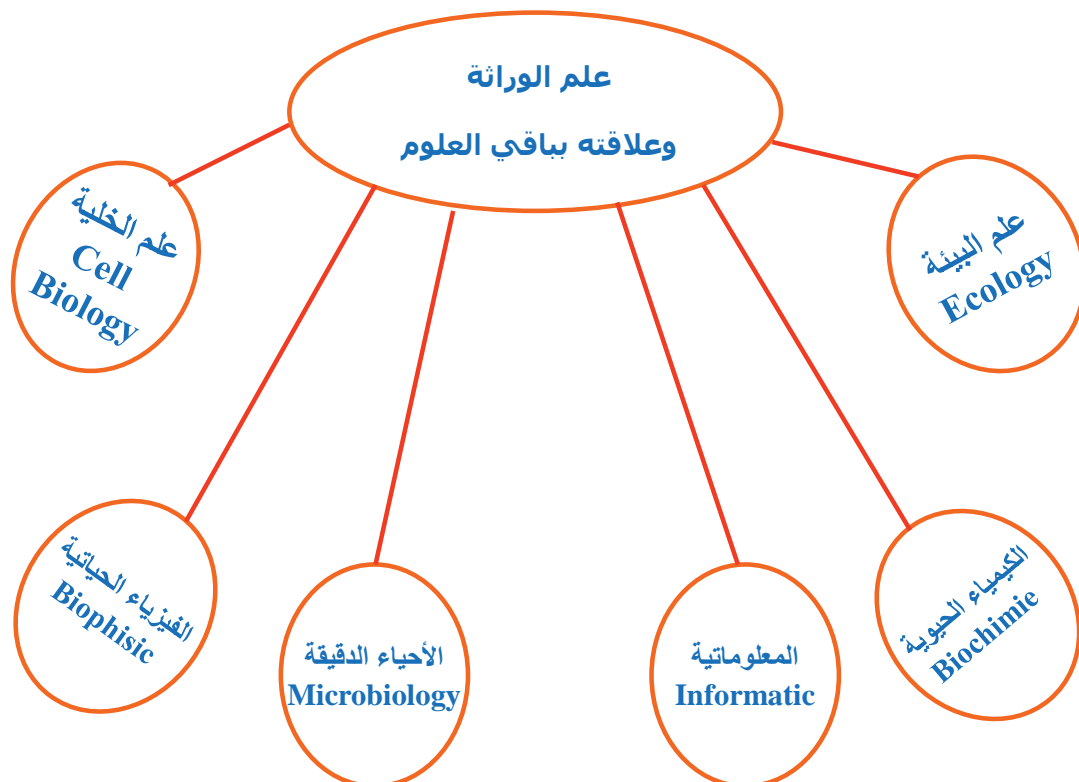 علم الوراثة
وعلاقته بباقي العلوم
علم البيئة
Ecology
علم الخلية
Cell
Biology
الكيمياء الحيوية
Biochimie
المعلوماتية
Informatic
الأحياء الدقيقة
Microbiology
الفيزياء الحياتية
Biophisic